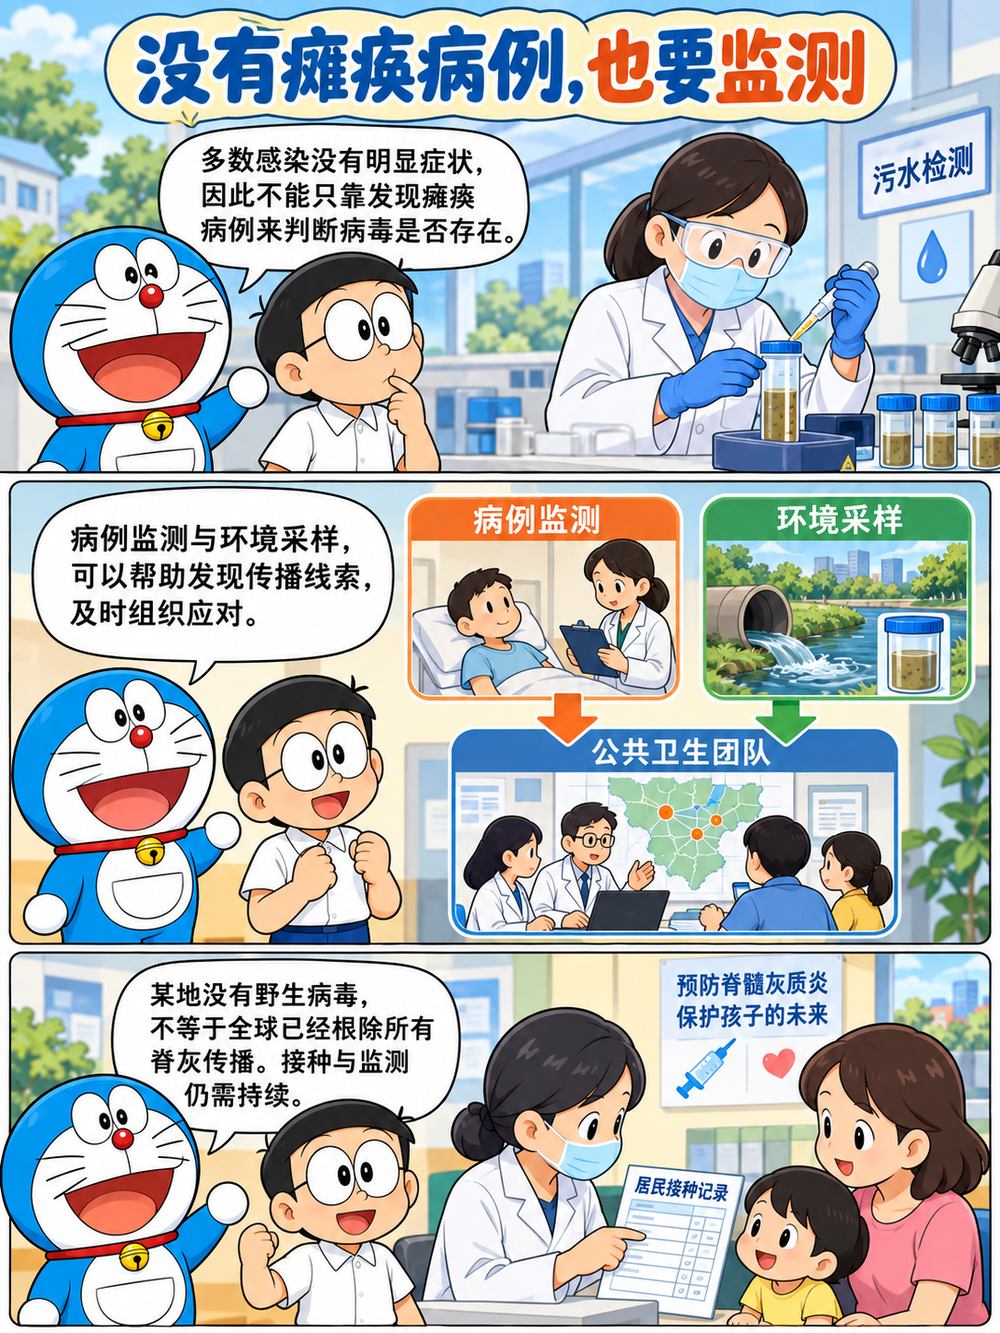 没有瘫痪病例，也要监测
多数感染没有明显症状，
因此不能只靠发现瘫痪
病例来判断病毒是否存在。
污水检测
病例监测与环境采样，
可以帮助发现传播线索，
及时组织应对。
病例监测
环境采样
公共卫生团队
某地没有野生病毒，
不等于全球已经根除所有
脊灰传播。接种与监测
仍需持续。
预防脊髓灰质炎
保护孩子的未来
居民接种记录